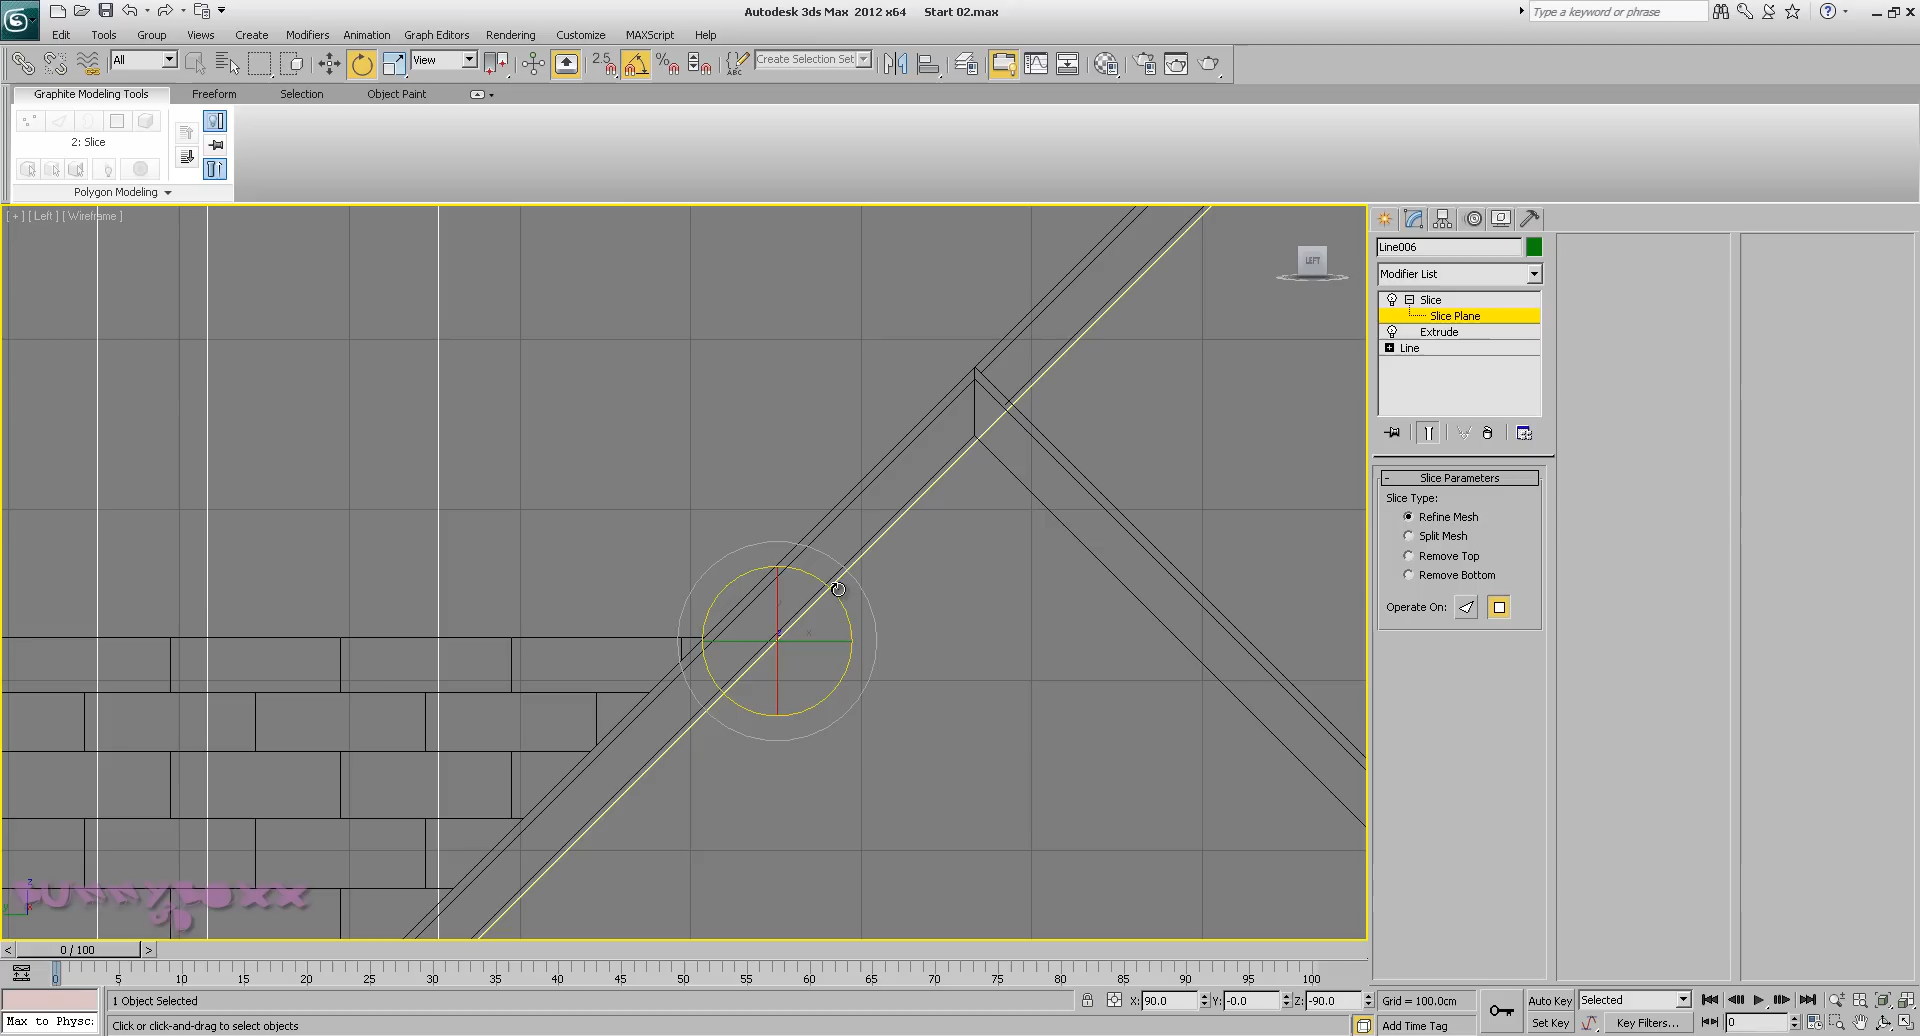 Autodesk 3ds Max 2012 x64 Start 02.max
Type a keyword or phrase
Edit Tools Group Views Create Modifiers Animation Graph Editors Rendering Customize MAXScript Help
All View 2.5 Create Selection Set
Graphite Modeling Tools Freeform Selection Object Paint
2: Slice
Polygon Modeling
[ + ] [ Left ] [ Wireframe ]
LEFT
Line006
Modifier List
Slice
Slice Plane
Extrude
Line
Slice Parameters
Slice Type:
Refine Mesh
Split Mesh
Remove Top
Remove Bottom
Operate On:
x
z
y
0 / 100
0 5 10 15 20 25 30 35 40 45 50 55 60 65 70 75 80 85 90 95 100
1 Object Selected X: 90.0 Y: -0.0 Z: -90.0 Grid = 100.0cm Auto Key Selected
Max to Physc: Click or click-and-drag to select objects Add Time Tag Set Key Key Filters... 0